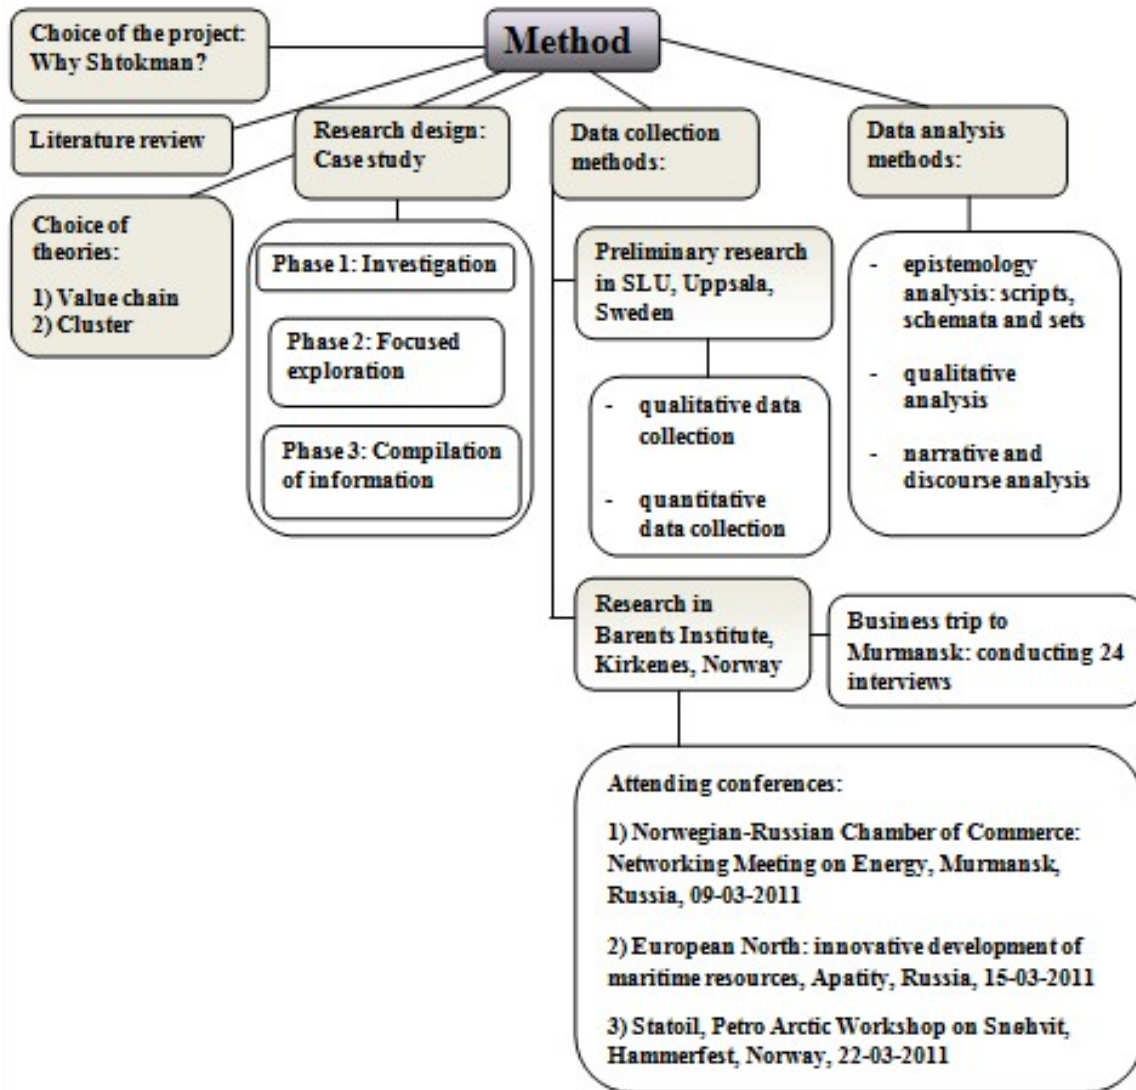 Method
Choice of the project:
Why Shtokman?
Literature review
Choice of
theories:
1) Value chain
2) Cluster
Research design:
Case study
Phase 1: Investigation
Phase 2: Focused
exploration
Phase 3: Compilation
of information
Data collection
methods:
Preliminary research
in SLU, Uppsala,
Sweden
- qualitative data
collection
- quantitative
data collection
Research in
Barents Institute,
Kirkenes, Norway
Business trip to
Murmansk: conducting 24
interviews
Attending conferences:
1) Norwegian-Russian Chamber of Commerce:
Networking Meeting on Energy, Murmansk,
Russia, 09-03-2011
2) European North: innovative development of
maritime resources, Apatity, Russia, 15-03-2011
3) Statoil, Petro Arctic Workshop on Snøhvit,
Hammerfest, Norway, 22-03-2011
Data analysis
methods:
- epistemology
analysis: scripts,
schemata and sets
- qualitative
analysis
- narrative and
discourse analysis